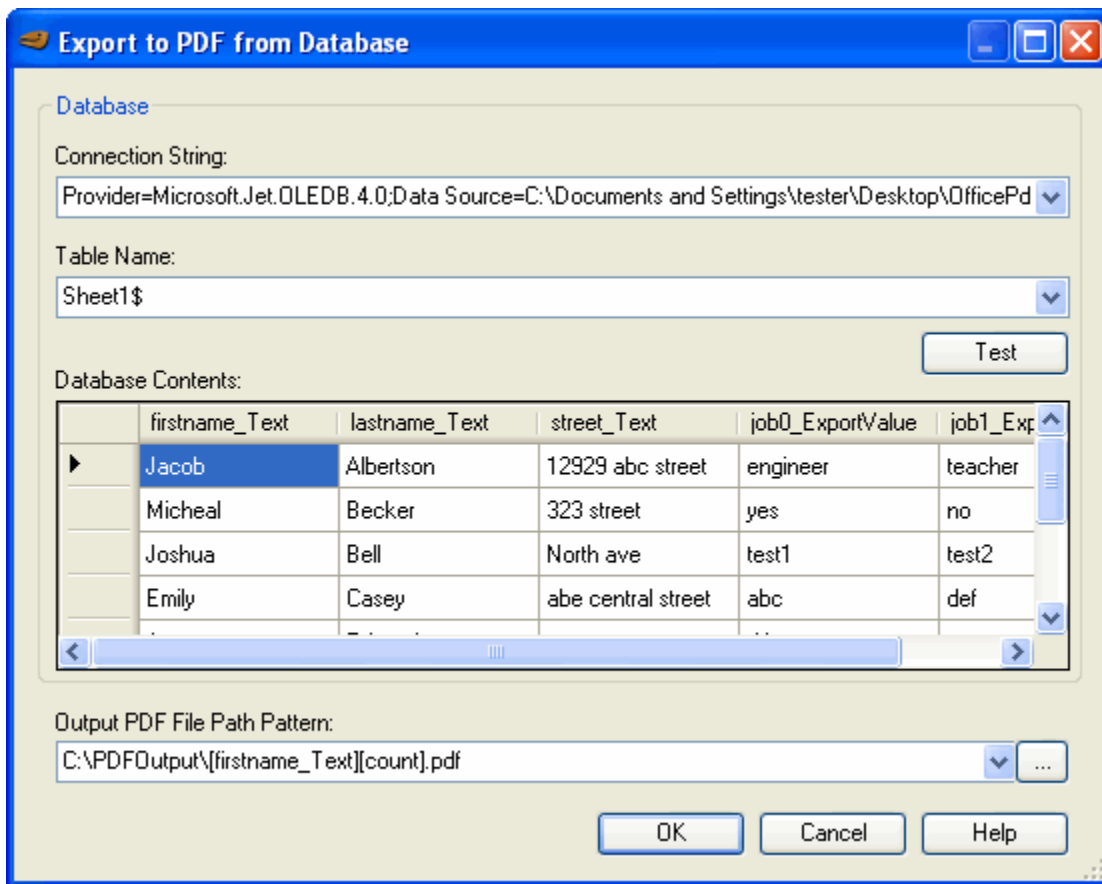 Export to PDF from Database
Database
Connection String:
Provider=Microsoft.Jet.OLEDB.4.0;Data Source=C:\Documents and Settings\tester\Desktop\OfficePd
Table Name:
Sheet1$
Test
Database Contents:
firstname_Text lastname_Text street_Text job0_ExportValue job1_Exp
Jacob Albertson 12929 abc street engineer teacher
Micheal Becker 323 street yes no
Joshua Bell North ave test1 test2
Emily Casey abe central street abc def
Output PDF File Path Pattern:
C:\PDFOutput\[firstname_Text][count].pdf
...
OK Cancel Help